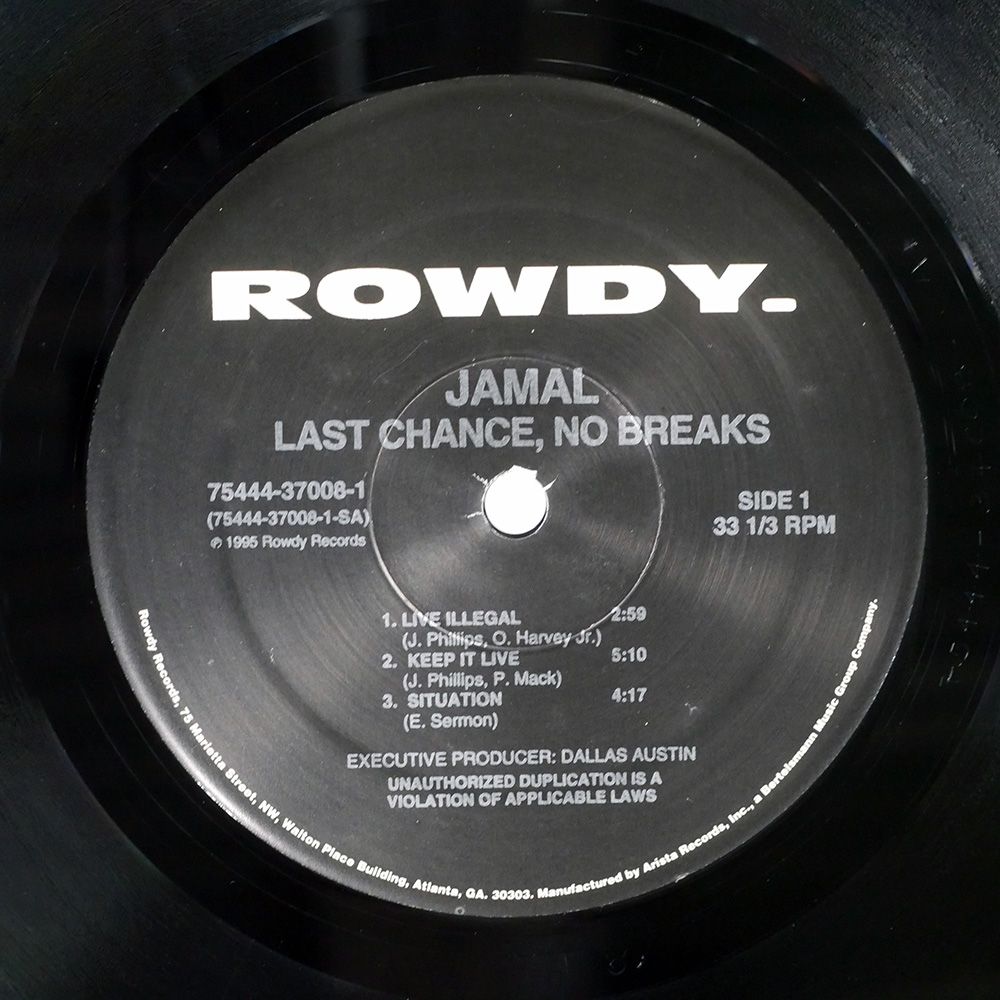 ROWDY.
JAMAL
LAST CHANCE, NO BREAKS
75444-37008-1
(75444-37008-1-SA)
℗ 1995 Rowdy Records
SIDE 1
33 1/3 RPM
1. LIVE ILLEGAL 2:59
(J. Phillips, O. Harvey Jr.)
2. KEEP IT LIVE 5:10
(J. Phillips, P. Mack)
3. SITUATION 4:17
(E. Sermon)
EXECUTIVE PRODUCER: DALLAS AUSTIN
UNAUTHORIZED DUPLICATION IS A
VIOLATION OF APPLICABLE LAWS
Rowdy Records, 75 Marietta Street, NW, Walton Place Building, Atlanta, GA. 30303. Manufactured by Arista Records, Inc., a Bertelsmann Music Group Company.